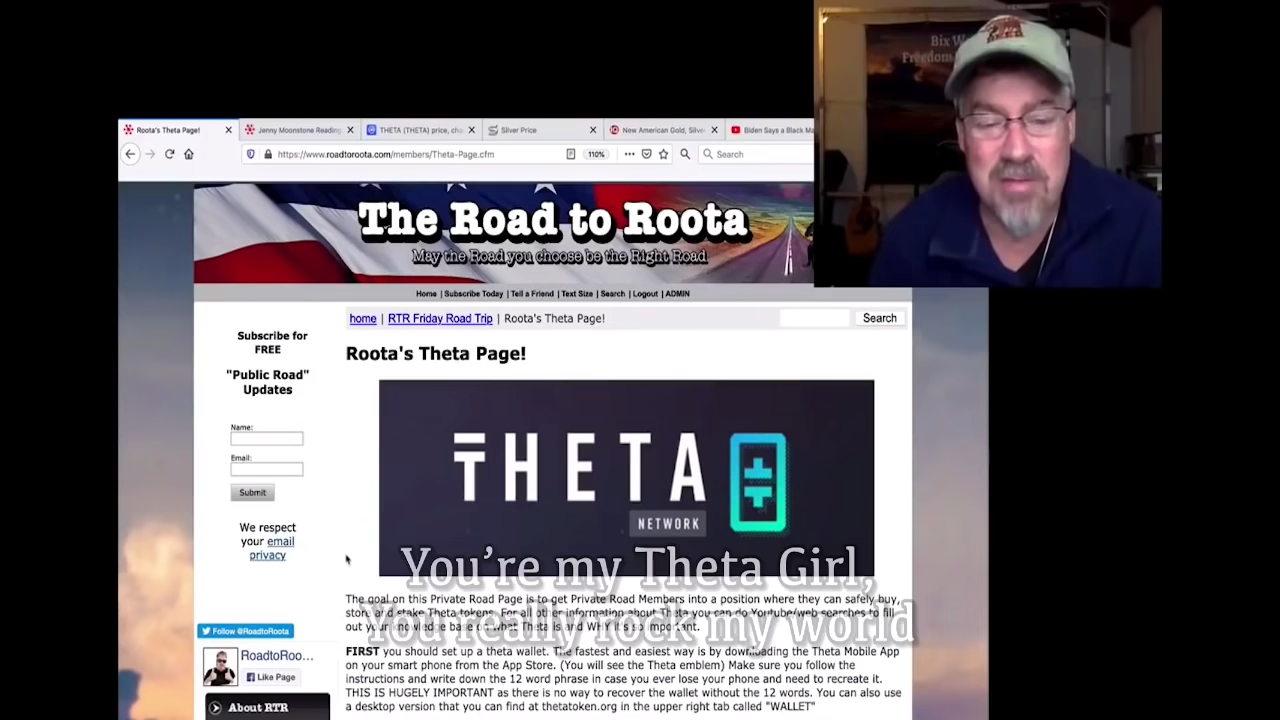 BEER
Bix We
Freedom
Roota's Theta Page!
Jenny Moonstone Reading
THETA (THETA) price, cha
Silver Price
New American Gold, Silve
Biden Says a Black Ma
https://www.roadtoroota.com/members/Theta-Page.cfm
110%
Search
The Road to Roota
May the Road you choose be the Right Road
Home | Subscribe Today | Tell a Friend | Text Size | Search | Logout | ADMIN
home | RTR Friday Road Trip | Roota's Theta Page!
Search
Subscribe for
FREE
"Public Road"
Updates
Name:
Email:
Submit
We respect
your email
privacy
Follow @RoadtoRoota
RoadtoRoo...
Like Page
About RTR
Roota's Theta Page!
THETA
NETWORK
You're my Theta Girl,
You really rock my world
The goal on this Private Road Page is to get Private Road Members into a position where they can safely buy,
store and stake Theta tokens. For all other information about Theta you can do Youtube/web searches to fill
out your knowledge base on what Theta is and WHY it's so important.
FIRST you should set up a theta wallet. The fastest and easiest way is by downloading the Theta Mobile App
on your smart phone from the App Store. (You will see the Theta emblem) Make sure you follow the
instructions and write down the 12 word phrase in case you ever lose your phone and need to recreate it.
THIS IS HUGELY IMPORTANT as there is no way to recover the wallet without the 12 words. You can also use
a desktop version that you can find at thetatoken.org in the upper right tab called "WALLET"